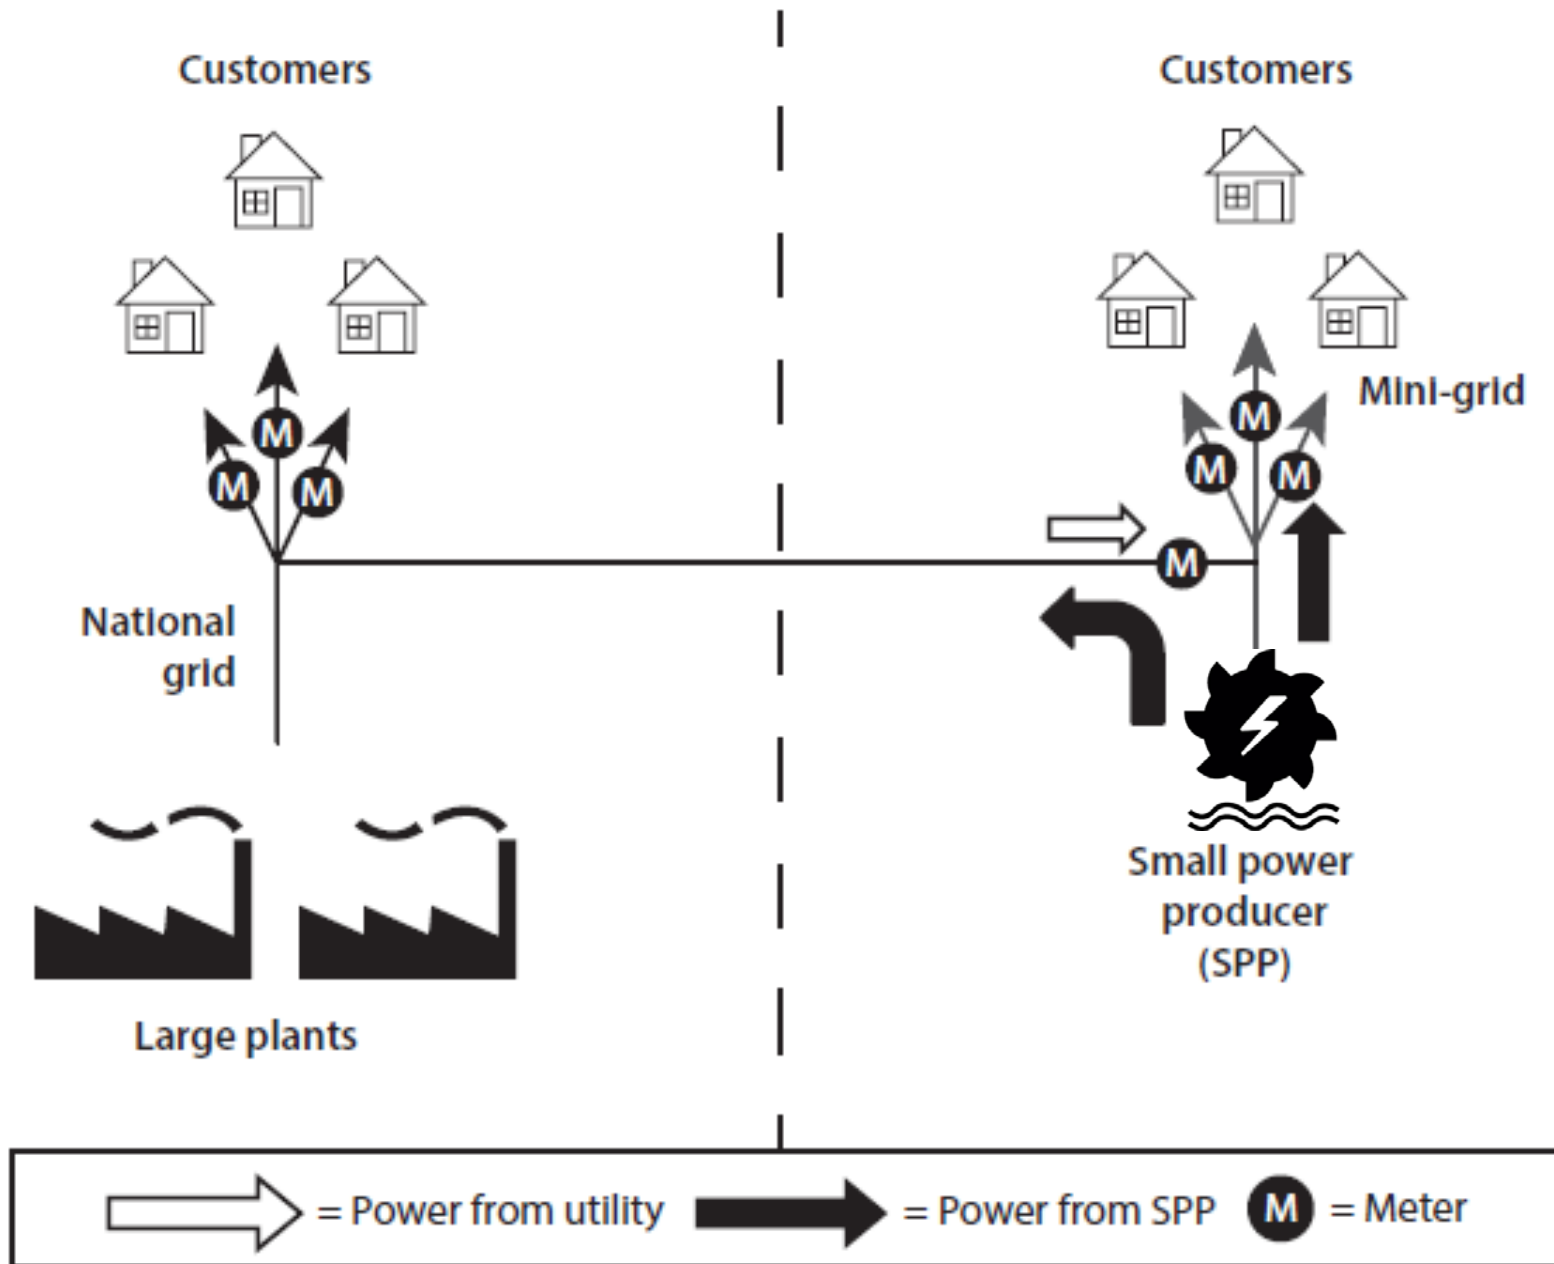 Customers
Customers
M
M
M
Mini-grid
M
M
M
M
National
grid
Small power
producer
(SPP)
Large plants
= Power from utility
= Power from SPP
M = Meter